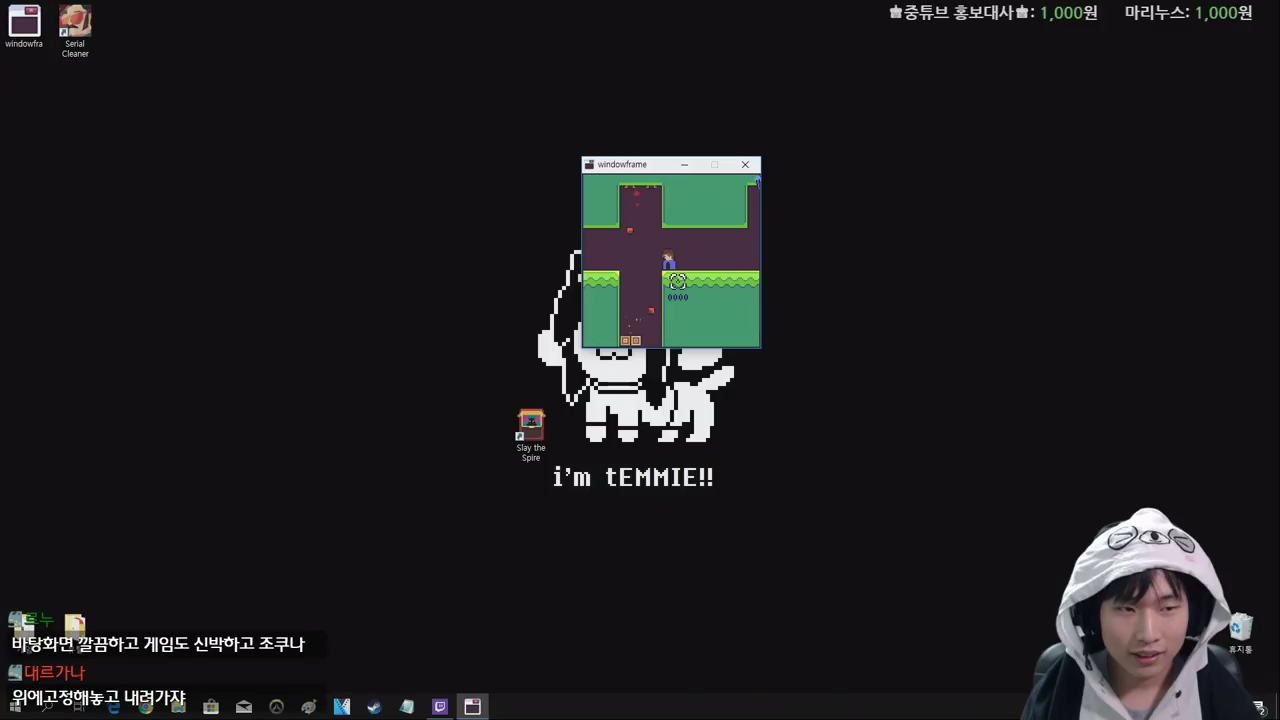 windowfra
Serial
Cleaner
중튜브 홍보대사: 1,000원
마리누스: 1,000원
windowframe
Slay the
Spire
i'm tEMMIE!!
바탕화면 깔끔하고 게임도 신박하고 조쿠나
대르가나
위에고정해놓고 내려가쟈
휴지통